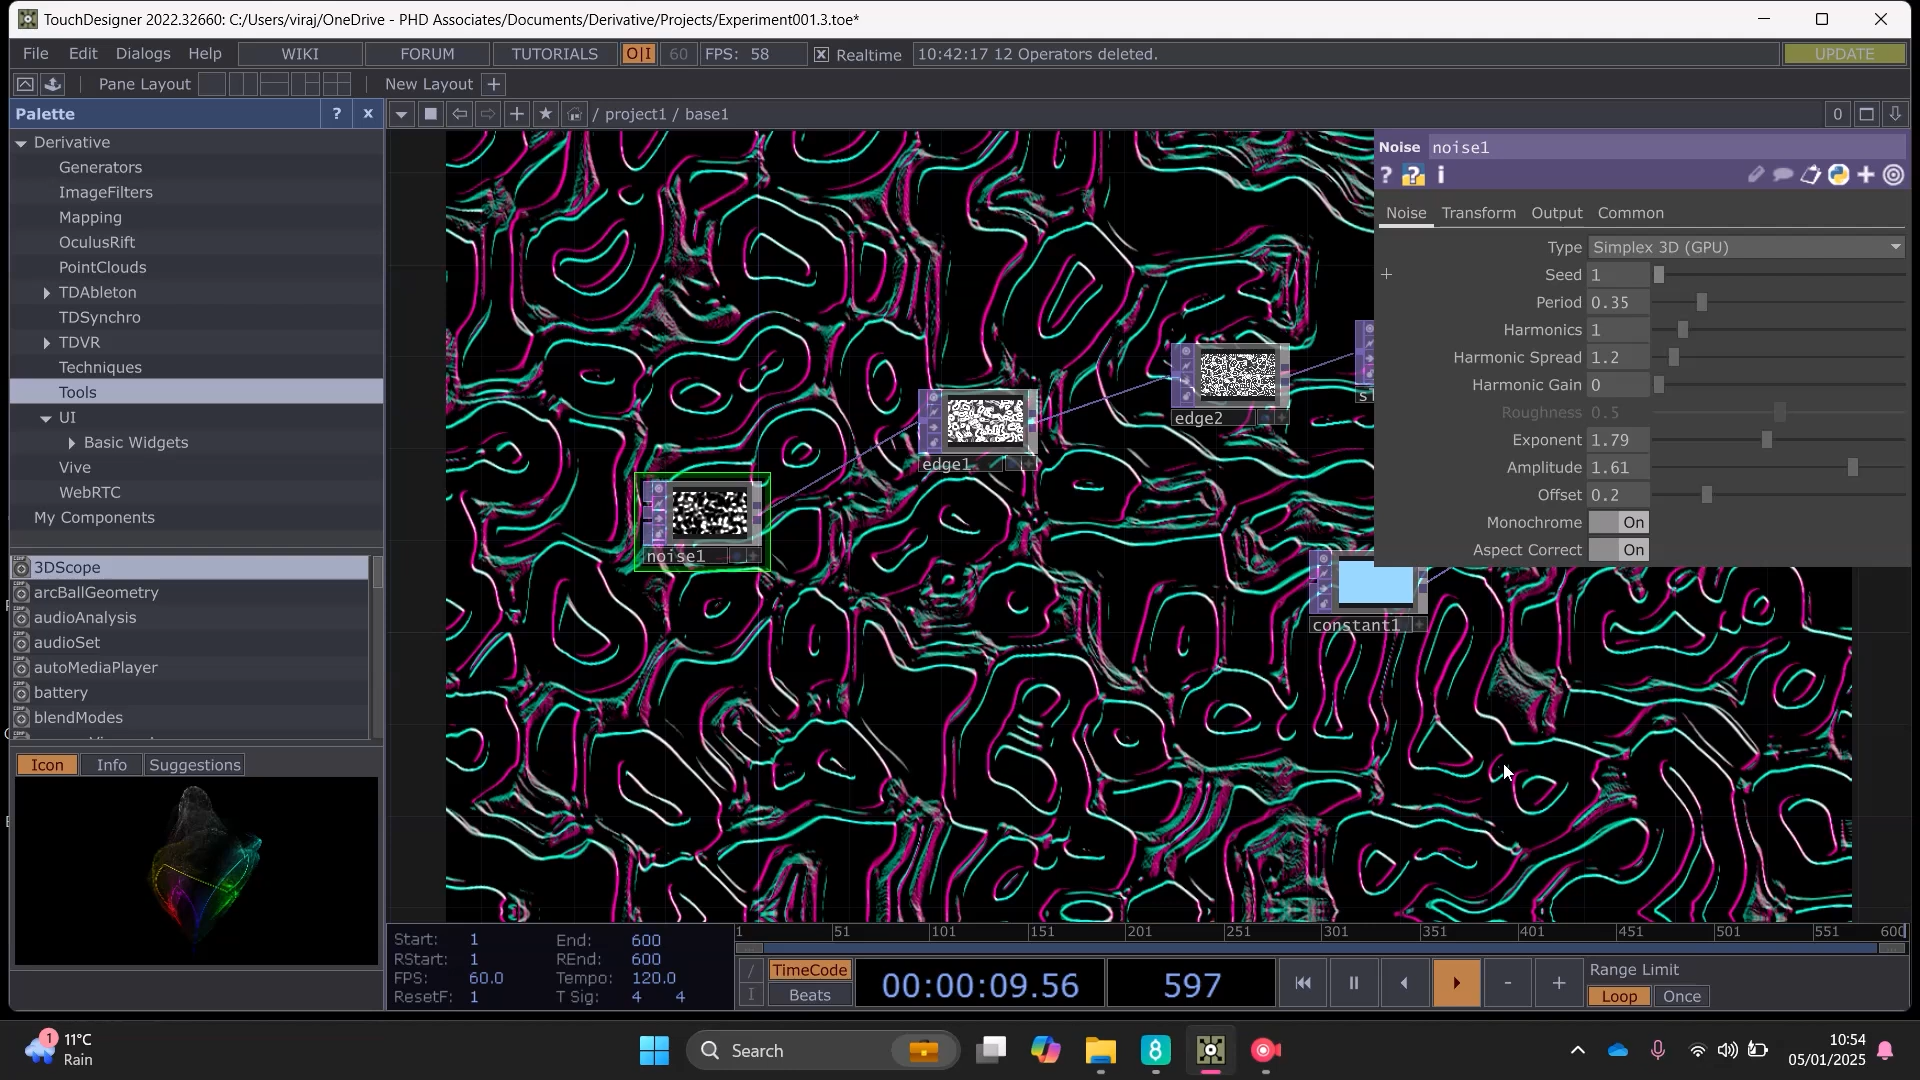 TouchDesigner 2022.32660: C:/Users/viraj/OneDrive - PHD Associates/Documents/Derivative/Projects/Experiment001.3.toe*
File Edit Dialogs Help WIKI FORUM TUTORIALS O|I 60 FPS: 58 Realtime 10:42:17 12 Operators deleted. UPDATE
Pane Layout New Layout +
Palette ? x / project1 / base1 0
Derivative
Generators
ImageFilters
Mapping
OculusRift
PointClouds
TDAbleton
TDSynchro
TDVR
Techniques
Tools
UI
Basic Widgets
Vive
WebRTC
My Components
3DScope
arcBallGeometry
audioAnalysis
audioSet
autoMediaPlayer
battery
blendModes
Icon Info Suggestions
noise1
edge1
edge2
constant1
Noise noise1
? ? i
Noise Transform Output Common
Type Simplex 3D (GPU)
+ Seed 1
Period 0.35
Harmonics 1
Harmonic Spread 1.2
Harmonic Gain 0
Roughness 0.5
Exponent 1.79
Amplitude 1.61
Offset 0.2
Monochrome On
Aspect Correct On
1 51 101 151 201 251 301 351 401 451 501 551 600
Start: 1 End: 600
RStart: 1 REnd: 600
FPS: 60.0 Tempo: 120.0
ResetF: 1 T Sig: 4 4
/ TimeCode
I Beats
00:00:09.56 597
- +
Range Limit
Loop Once
1
11°C
Rain
Search
10:54
05/01/2025